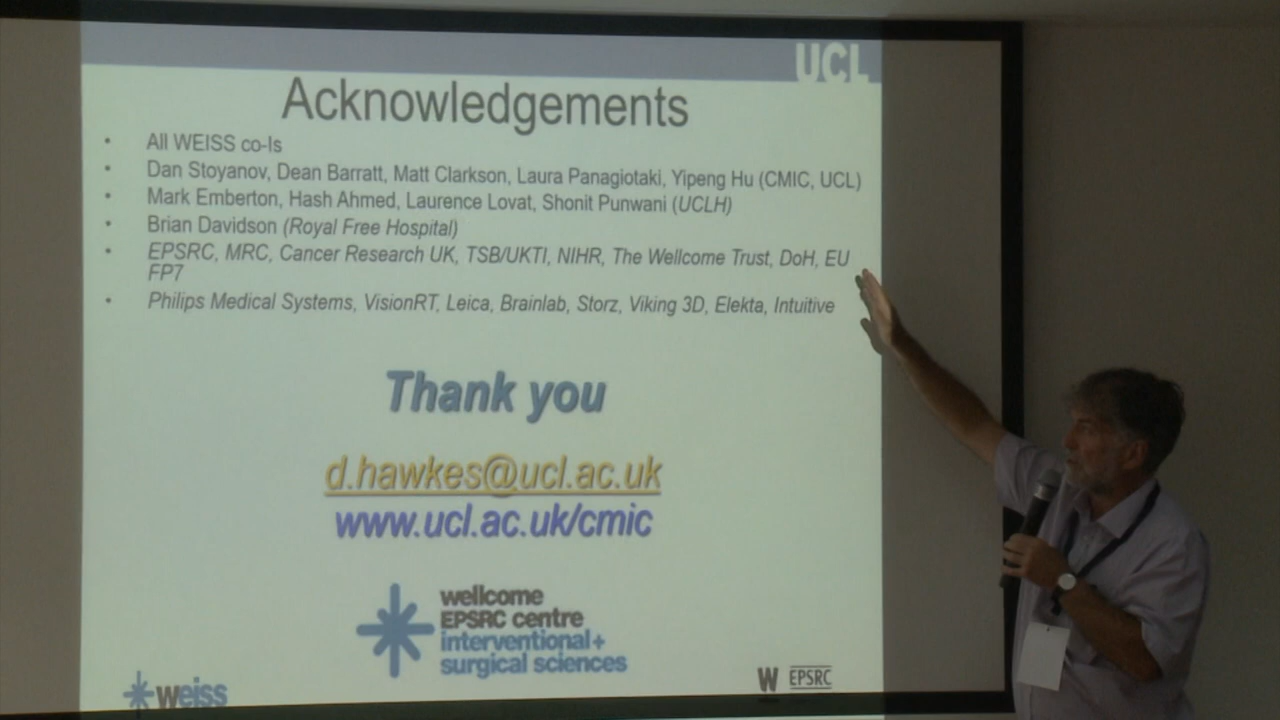 UCL
Acknowledgements
• All WEISS co-Is
• Dan Stoyanov, Dean Barratt, Matt Clarkson, Laura Panagiotaki, Yipeng Hu (CMIC, UCL)
• Mark Emberton, Hash Ahmed, Laurence Lovat, Shonit Punwani (UCLH)
• Brian Davidson (Royal Free Hospital)
• EPSRC, MRC, Cancer Research UK, TSB/UKTI, NIHR, The Wellcome Trust, DoH, EU
FP7
• Philips Medical Systems, VisionRT, Leica, Brainlab, Storz, Viking 3D, Elekta, Intuitive
Thank you
d.hawkes@ucl.ac.uk
www.ucl.ac.uk/cmic
wellcome
EPSRC centre
interventional+
surgical sciences
weiss
W EPSRC